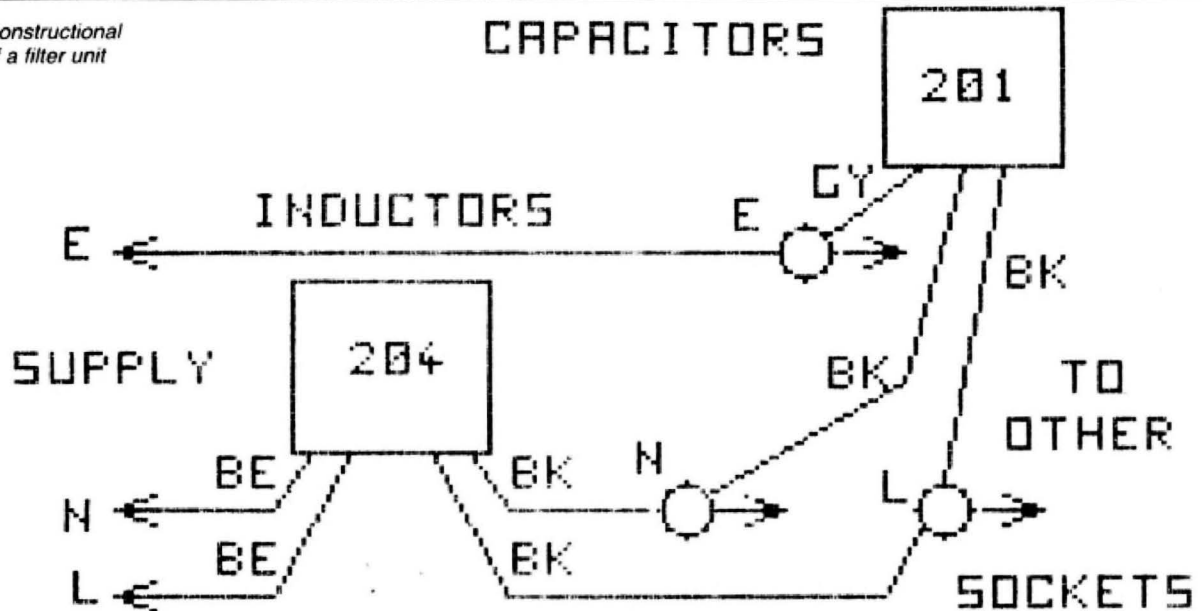 onstructional
a filter unit
CAPACITORS
201
GY
INDUCTORS
E
E
BK
204
SUPPLY
BK
TO
OTHER
BE
BK
N
N
L
BE
BK
L
SOCKETS